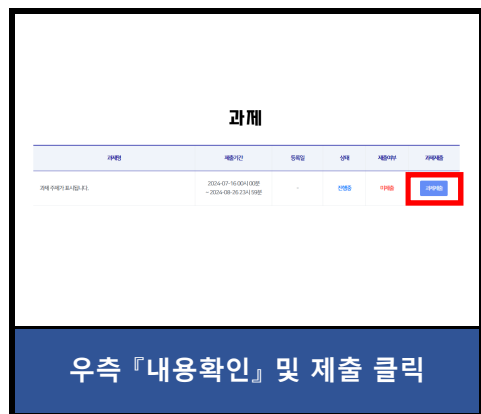 과제
과제명 제출기간 등록일 상태 제출여부 과제제출
과제 주제가 표시됩니다. 2024-07-16 00시 00분 - 진행중 미제출 과제제출
~ 2024-08-26 23시 59분
우측 『내용확인』 및 제출 클릭